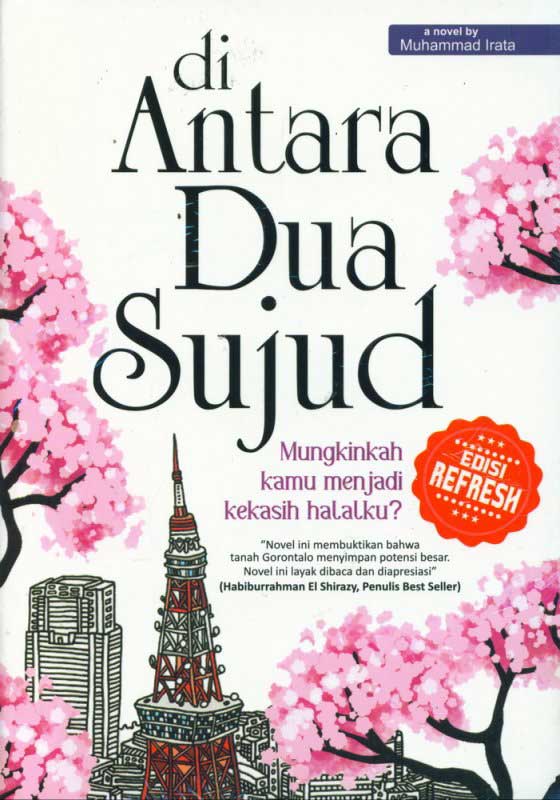 a novel by
Muhammad Irata
di
Antara
Dua
Sujud
Mungkinkah
kamu menjadi
kekasih halalku?
EDISI
REFRESH
"Novel ini membuktikan bahwa
tanah Gorontalo menyimpan potensi besar.
Novel ini layak dibaca dan diapresiasi"
(Habiburrahman El Shirazy, Penulis Best Seller)